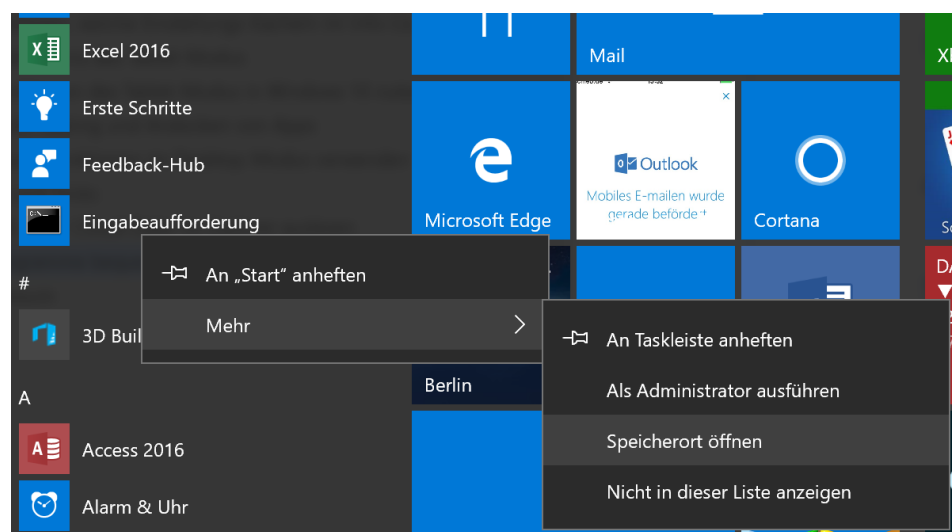 Excel 2016
Erste Schritte
Feedback-Hub
Eingabeaufforderung
#
3D Buil
A
Access 2016
Alarm & Uhr
An „Start“ anheften
Mehr
An Taskleiste anheften
Als Administrator ausführen
Speicherort öffnen
Nicht in dieser Liste anzeigen
Mail
Microsoft Edge
Outlook
Mobiles E-mailen wurde
gerade befördert
Cortana
Berlin